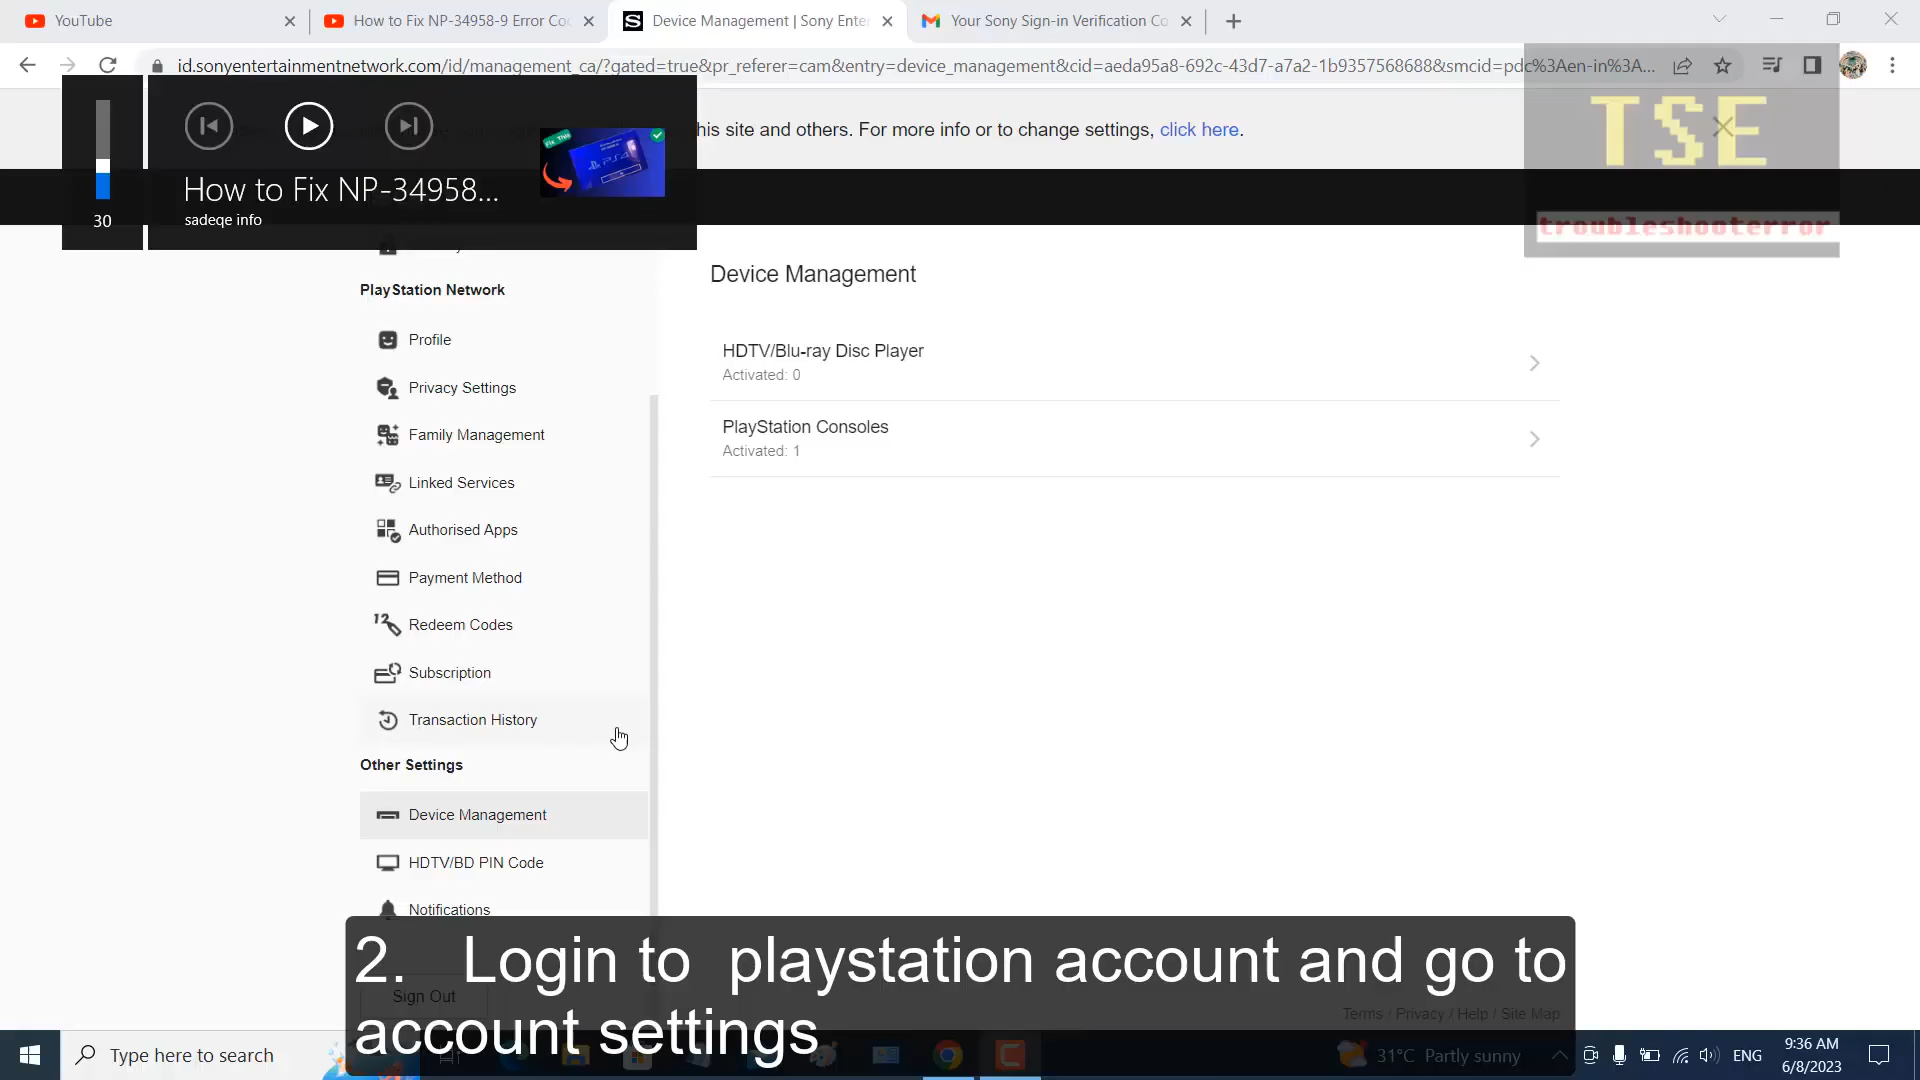 YouTube
How to Fix NP-34958-9 Error Co
Device Management | Sony Enter
Your Sony Sign-in Verification Co
id.sonyentertainmentnetwork.com/id/management_ca/?gated=true&pr_referer=cam&entry=device_management&cid=aeda95a8-692c-43d7-a7a2-1b9357568688&smcid=pdc%3Aen-in%3A...
his site and others. For more info or to change settings, click here.
TSE
troubleshooterror
Fix This
PS4
How to Fix NP-34958...
sadeqe info
30
Device Management
PlayStation Network
Profile
Privacy Settings
Family Management
Linked Services
Authorised Apps
Payment Method
Redeem Codes
Subscription
Transaction History
Other Settings
Device Management
HDTV/BD PIN Code
Notifications
Sign Out
HDTV/Blu-ray Disc Player
Activated: 0
PlayStation Consoles
Activated: 1
2. Login to playstation account and go to
account settings
Terms / Privacy / Help / Site Map
Type here to search
31°C Partly sunny
ENG
9:36 AM
6/8/2023